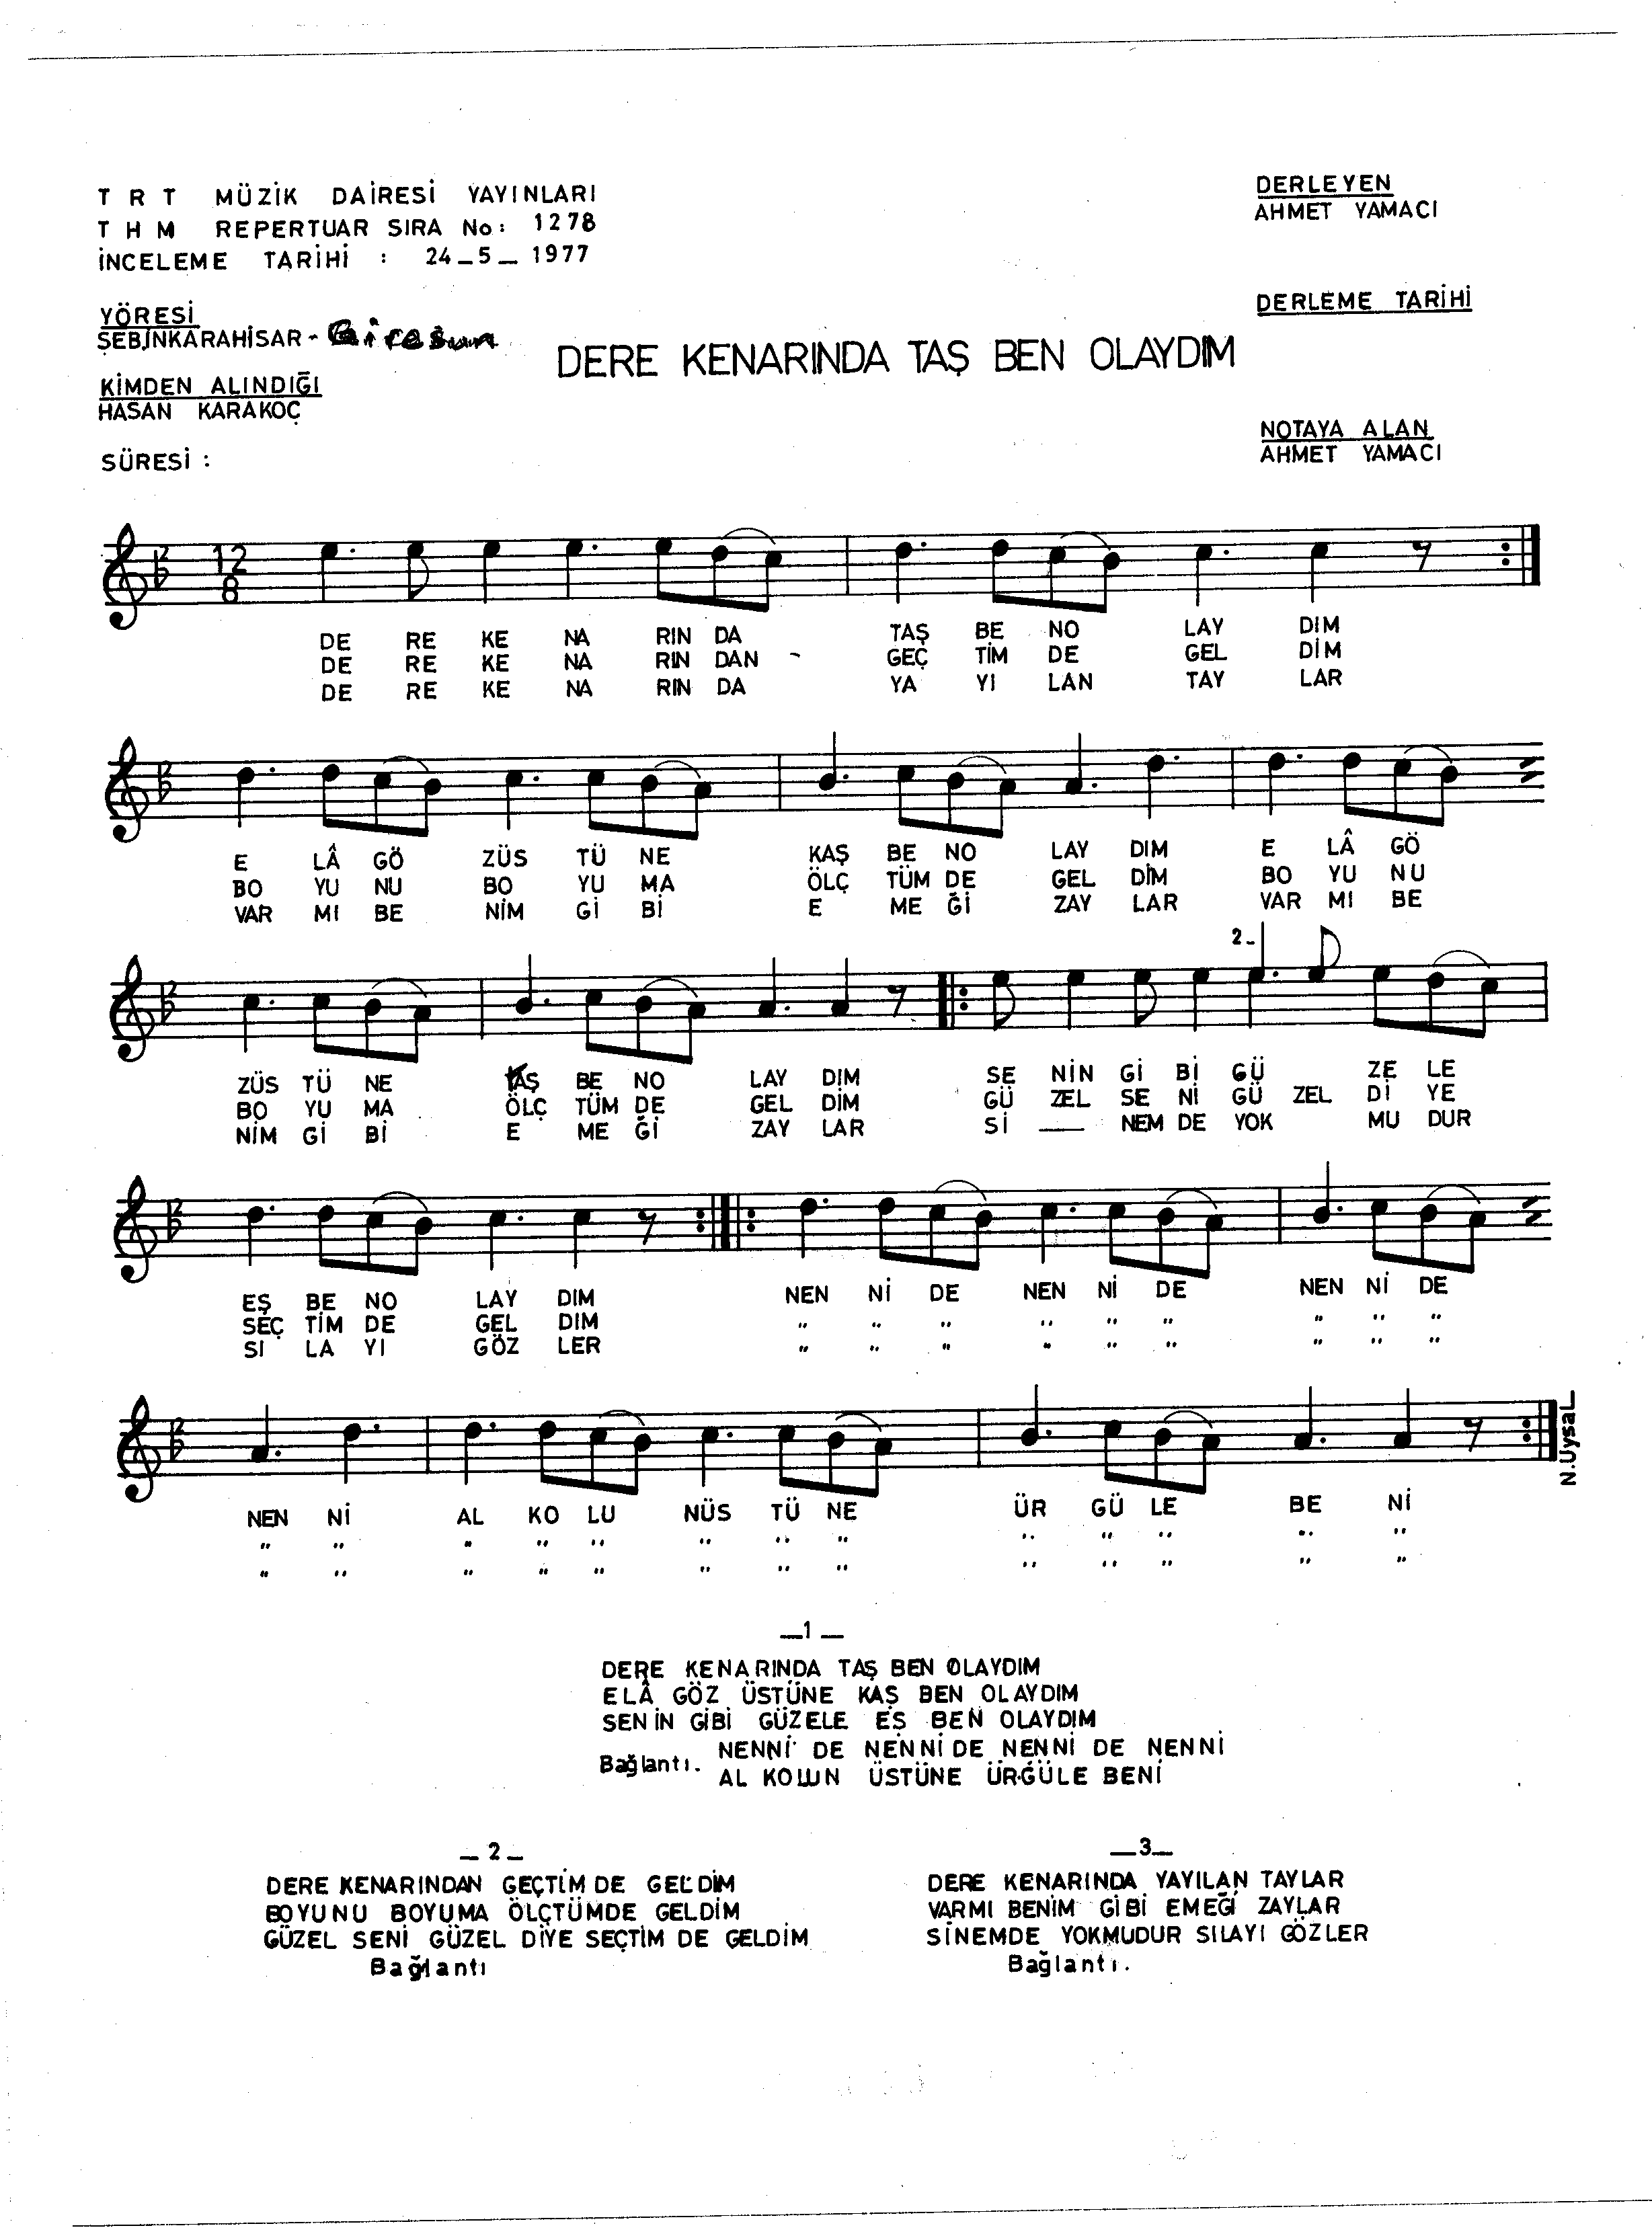 T R T MÜZİK DAİRESİ YAYINLARI
T H M REPERTUAR SIRA No: 1278
İNCELEME TARİHİ : 24_5_ 1977
DERLEYEN
AHMET YAMACI
YÖRESİ
ŞEBİNKARAHİSAR - Giresun
DERLEME TARİHİ
DERE KENARINDA TAŞ BEN OLAYDIM
KİMDEN ALINDIĞI
HASAN KARAKOÇ
NOTAYA ALAN
AHMET YAMACI
SÜRESİ :
12
8
DE RE KE NA RIN DA TAŞ BE NO LAY DIM
DE RE KE NA RIN DAN - GEÇ TİM DE GEL DİM
DE RE KE NA RIN DA YA YI LAN TAY LAR
E LÂ GÖ ZÜS TÜ NE KAŞ BE NO LAY DIM E LÂ GÖ
BO YU NU BO YU MA ÖLÇ TÜM DE GEL DİM BO YU NU
VAR MI BE NİM Gİ Bİ E ME Ğİ ZAY LAR VAR MI BE
2_
ZÜS TÜ NE KAŞ BE NO LAY DIM SE NİN Gİ Bİ GÜ ZE LE
BO YU MA ÖLÇ TÜM DE GEL DİM GÜ ZEL SE Nİ GÜ ZEL Dİ YE
NİM Gİ Bİ E ME Ğİ ZAY LAR Sİ ___ NEM DE YOK MU DUR
EŞ BE NO LAY DIM NEN Nİ DE NEN Nİ DE NEN Nİ DE
SEÇ TİM DE GEL DIM " " " " " " " " "
SI LA YI GÖZ LER " " " " " " " " "
NEN Nİ AL KO LU NÜS TÜ NE ÜR GÜ LE BE Nİ
" " " " " " " " " " " " "
" " " " " " " " " " " " "
N.UysaL
_1_
DERE KENARINDA TAŞ BEN OLAYDIM
ELÂ GÖZ ÜSTÜNE KAŞ BEN OLAYDIM
SENİN GİBİ GÜZELE EŞ BEN OLAYDIM
Bağlantı. NENNİ DE NENNİ DE NENNİ DE NENNİ
AL KOLUN ÜSTÜNE ÜRGÜLE BENİ
_2_
DERE KENARINDAN GEÇTİM DE GELDİM
BOYUNU BOYUMA ÖLÇTÜMDE GELDİM
GÜZEL SENİ GÜZEL DİYE SEÇTİM DE GELDİM
Bağlantı
_3_
DERE KENARINDA YAYILAN TAYLAR
VARMI BENİM GİBİ EMEĞİ ZAYLAR
SİNEMDE YOKMUDUR SILAYI GÖZLER
Bağlantı.